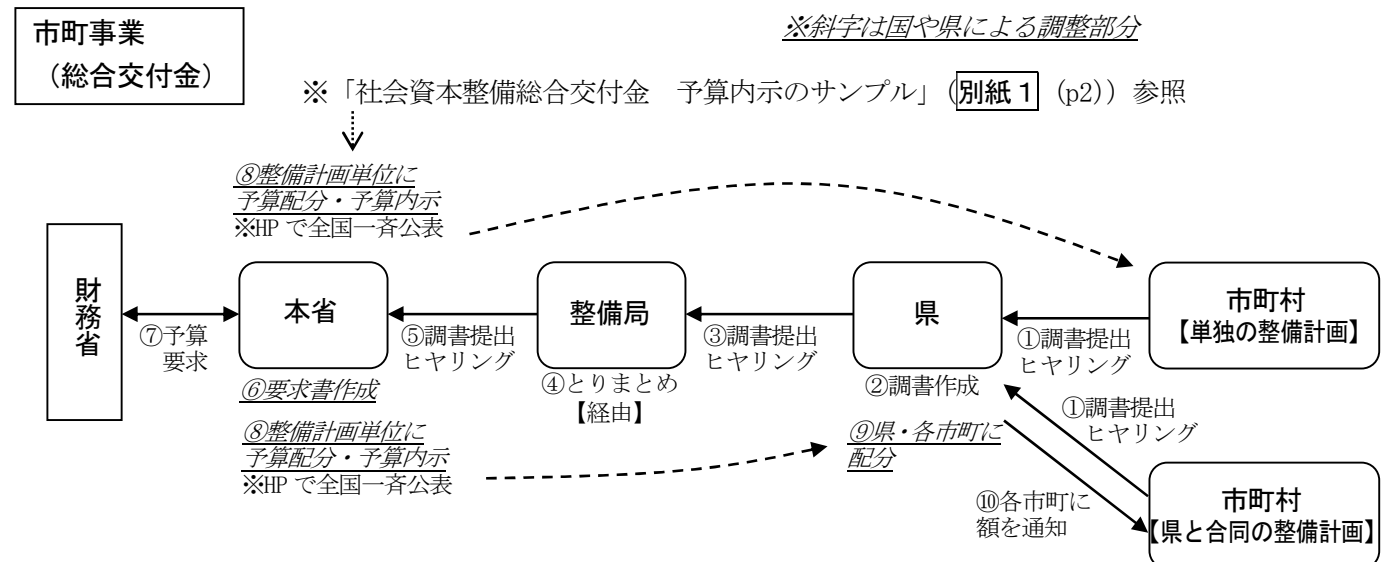 市町事業
（総合交付金）
※斜字は国や県による調整部分
※「社会資本整備総合交付金　予算内示のサンプル」（別紙１（p2））参照
⑧整備計画単位に
予算配分・予算内示
※HPで全国一斉公表
財務省
⑦予算
要求
本省
⑥要求書作成
⑧整備計画単位に
予算配分・予算内示
※HPで全国一斉公表
⑤調書提出
ヒヤリング
整備局
④とりまとめ
【経由】
③調書提出
ヒヤリング
県
②調書作成
⑨県・各市町に
配分
①調書提出
ヒヤリング
市町村
【単独の整備計画】
①調書提出
ヒヤリング
⑩各市町に
額を通知
市町村
【県と合同の整備計画】